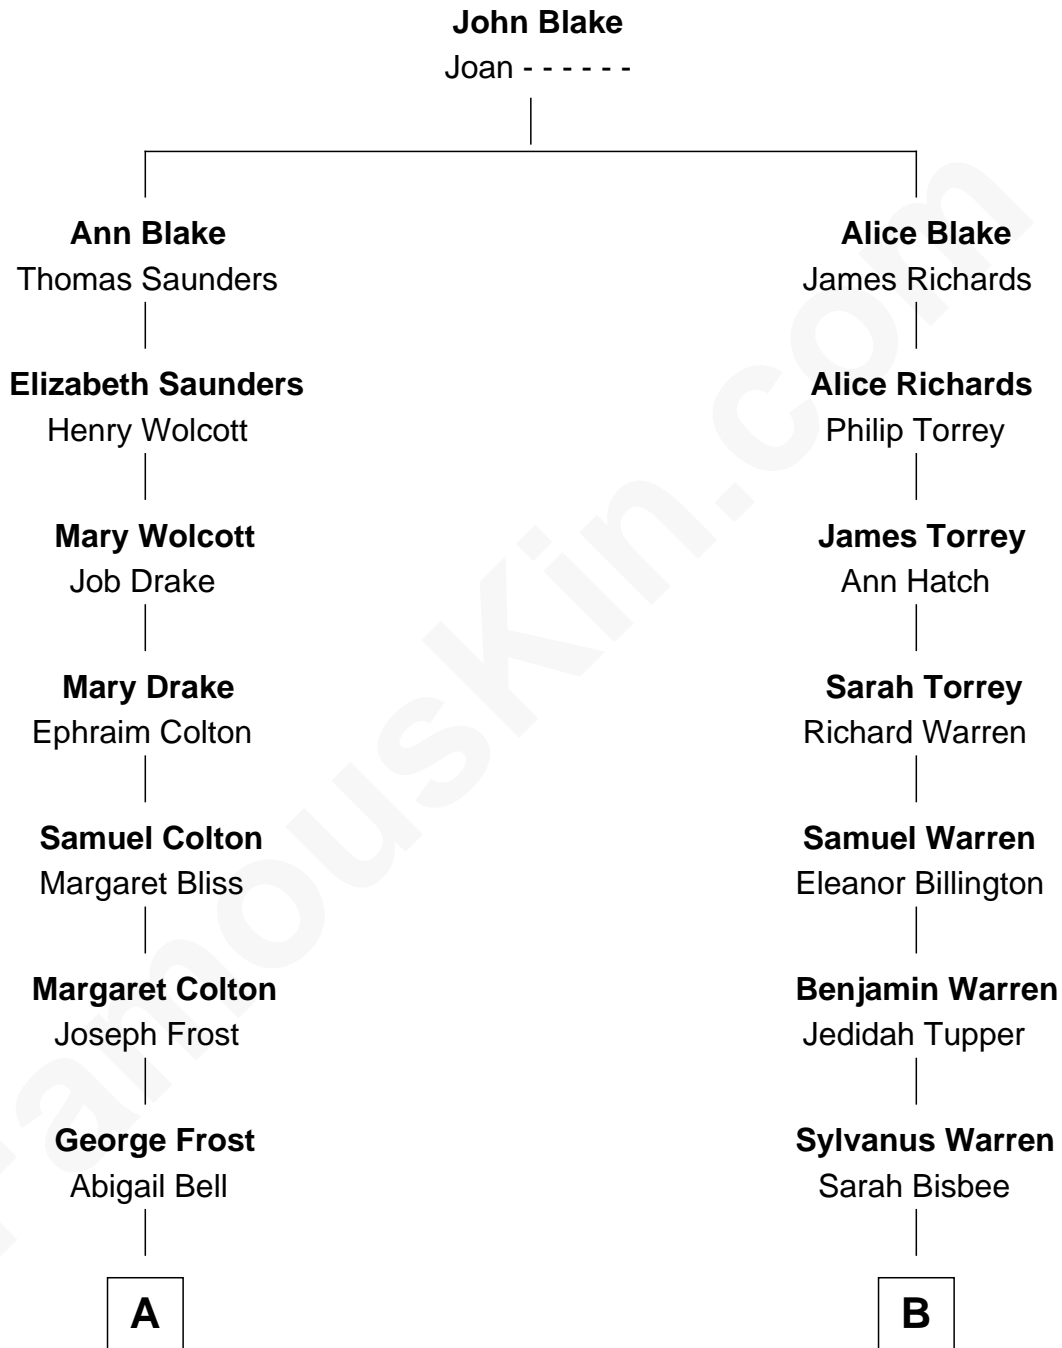 John Blake
Joan - - - - - -
Ann Blake
Thomas Saunders
Alice Blake
James Richards
Elizabeth Saunders
Henry Wolcott
Alice Richards
Philip Torrey
Mary Wolcott
Job Drake
James Torrey
Ann Hatch
Mary Drake
Ephraim Colton
Sarah Torrey
Richard Warren
Samuel Colton
Margaret Bliss
Samuel Warren
Eleanor Billington
Margaret Colton
Joseph Frost
Benjamin Warren
Jedidah Tupper
George Frost
Abigail Bell
Sylvanus Warren
Sarah Bisbee
A
B
FamousKin.com